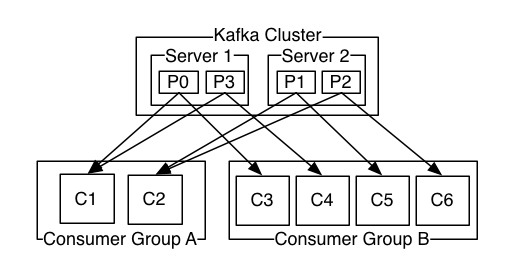 Kafka Cluster
Server 1 Server 2
P0 P3 P1 P2
C1 C2 C3 C4 C5 C6
Consumer Group A Consumer Group B